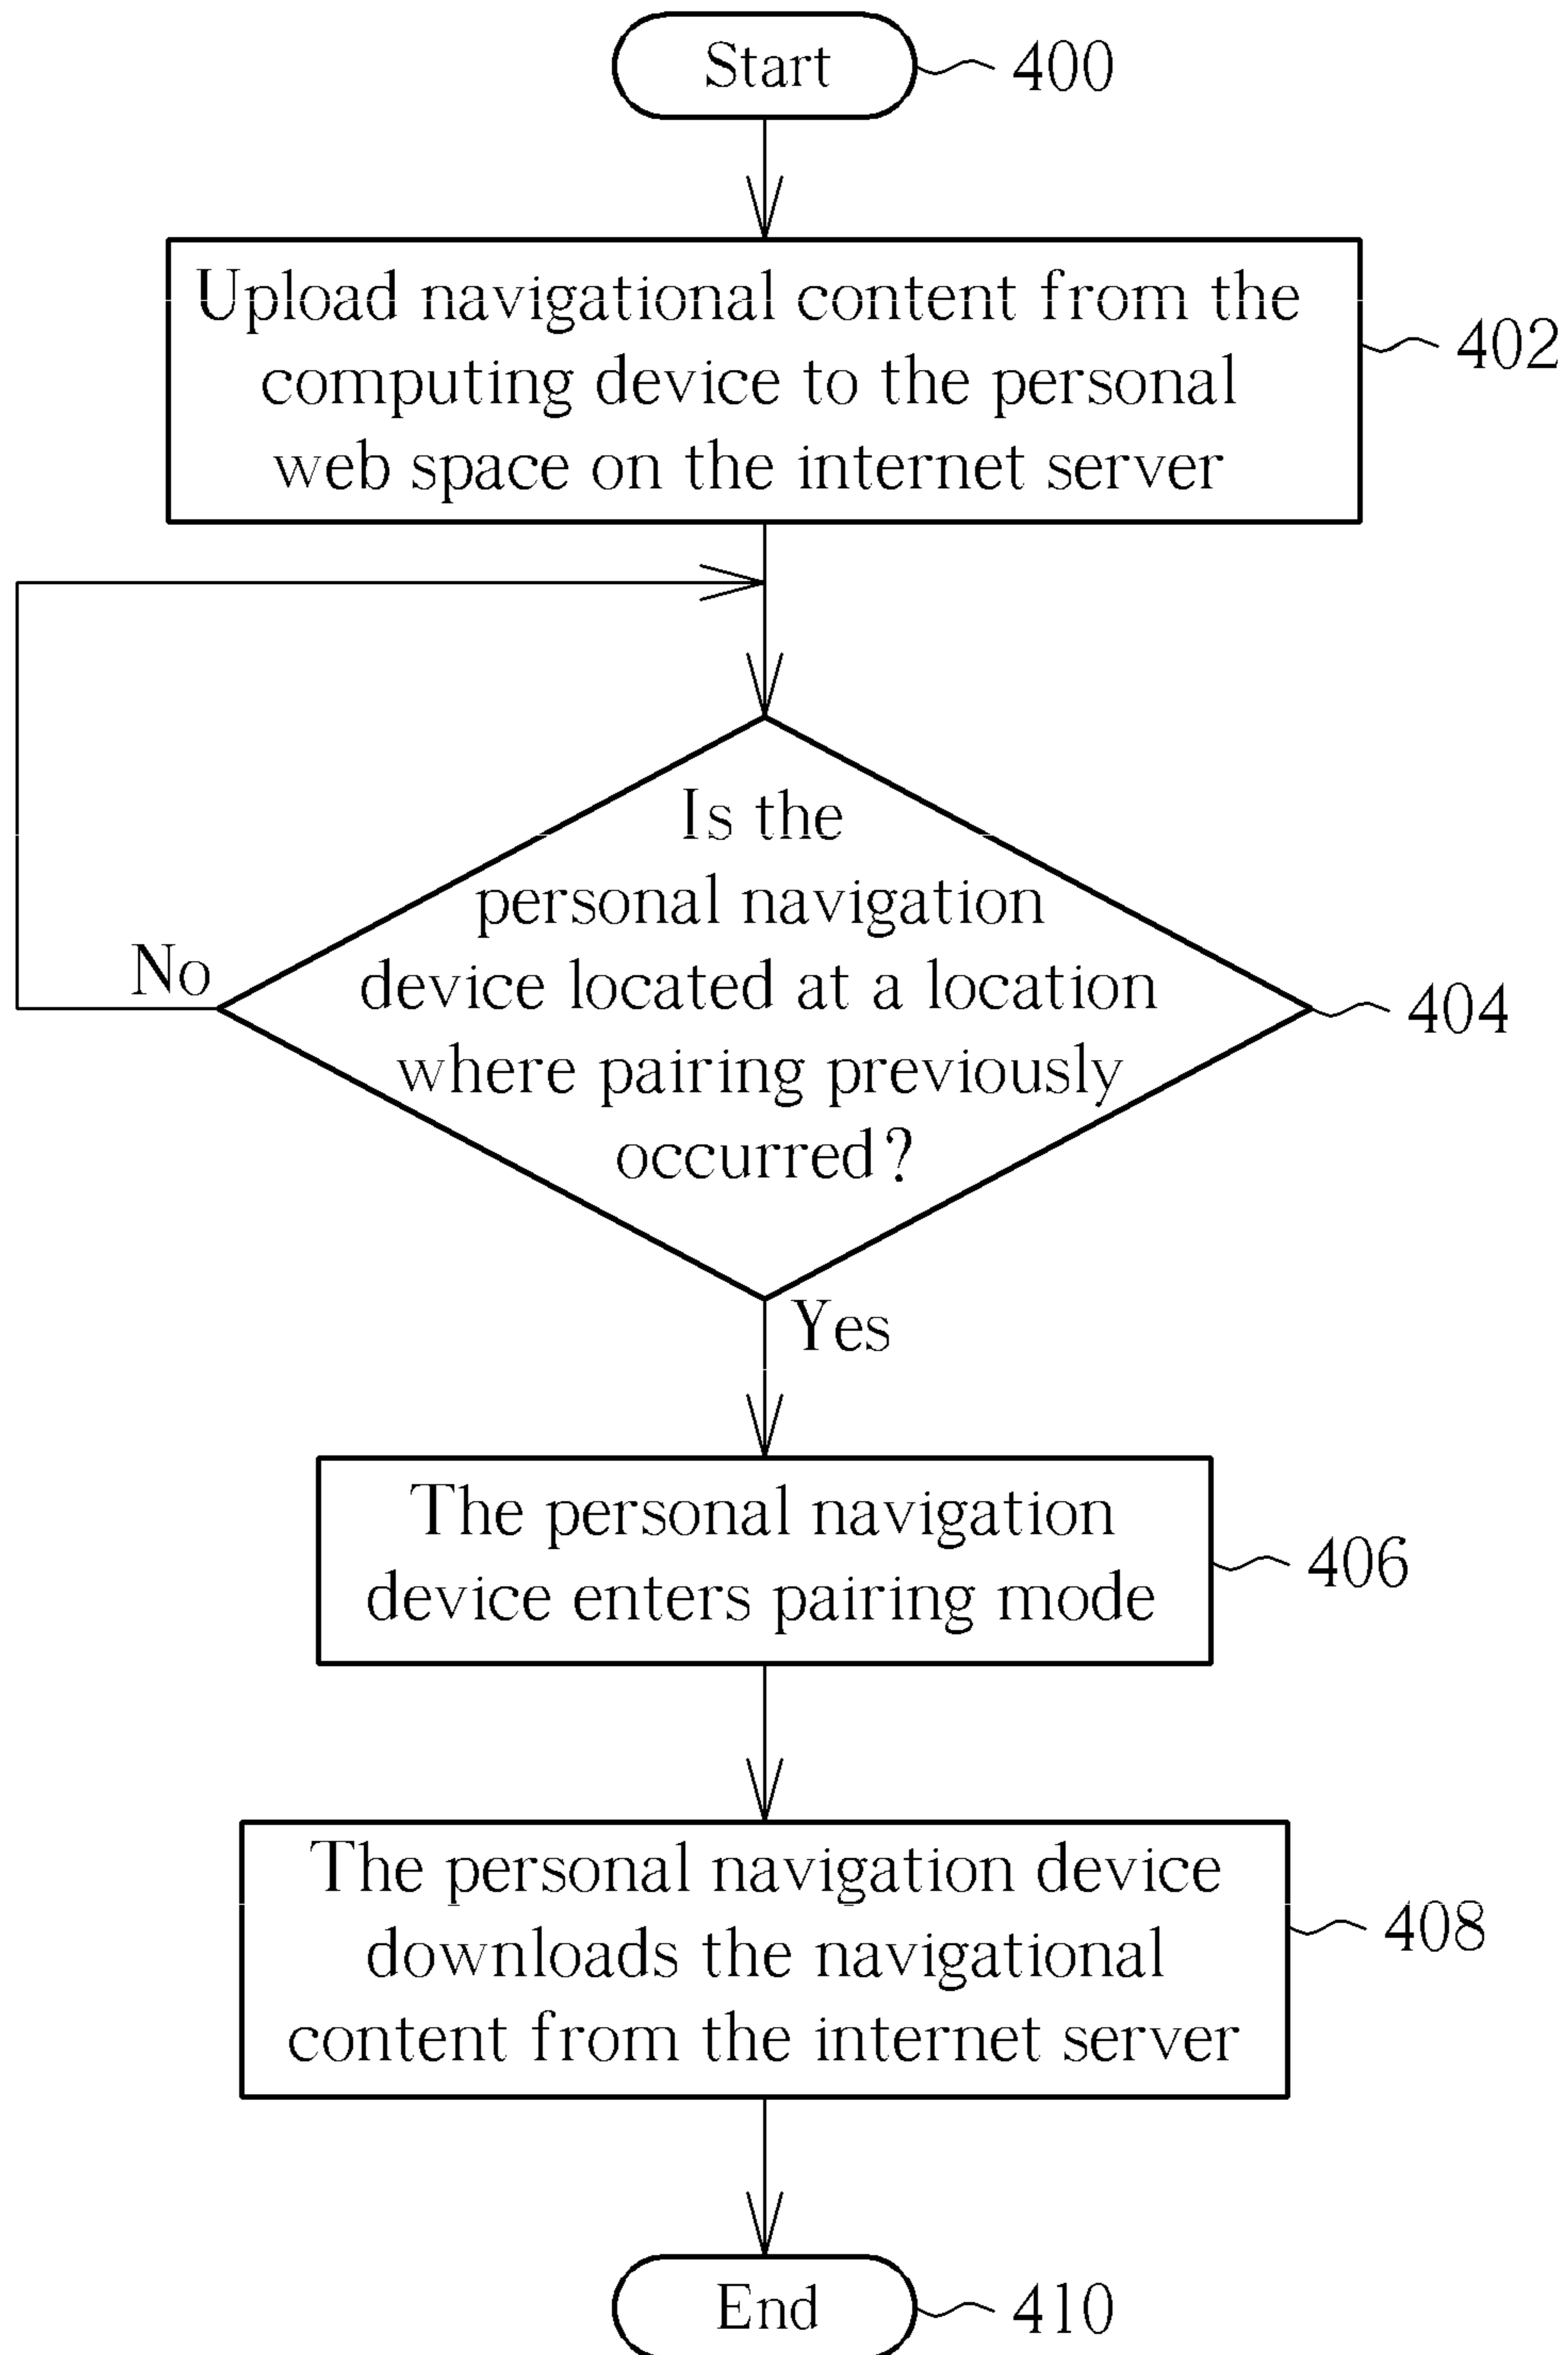 Start
400
Upload navigational content from the
computing device to the personal
web space on the internet server
402
Is the
personal navigation
device located at a location
where pairing previously
occurred?
No
404
Yes
The personal navigation
device enters pairing mode
406
The personal navigation device
downloads the navigational
content from the internet server
408
End
410